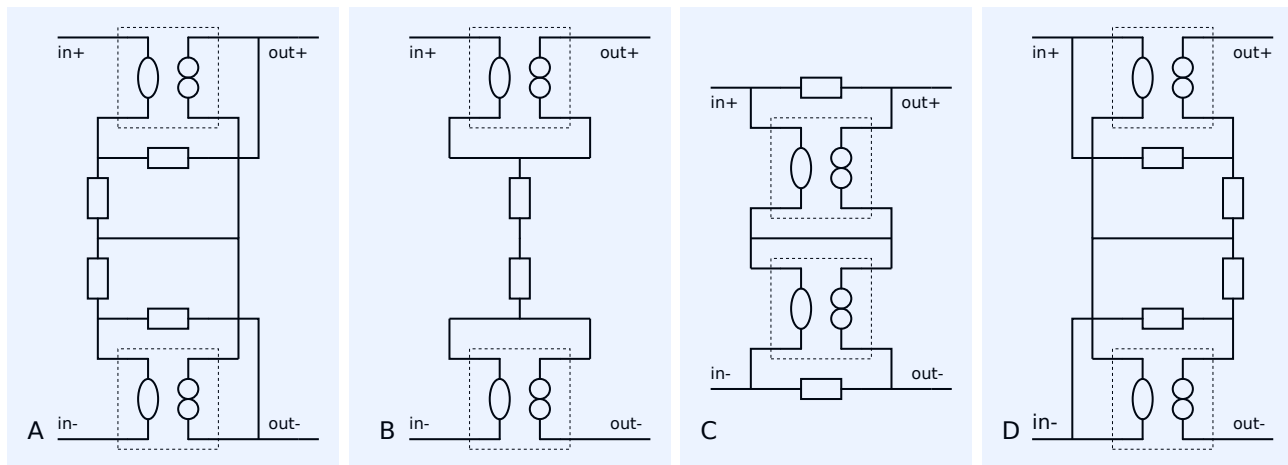 in+ out+
A in- out-
in+ out+
B in- out-
in+ out+
in- out-
C
in+ out+
D in- out-